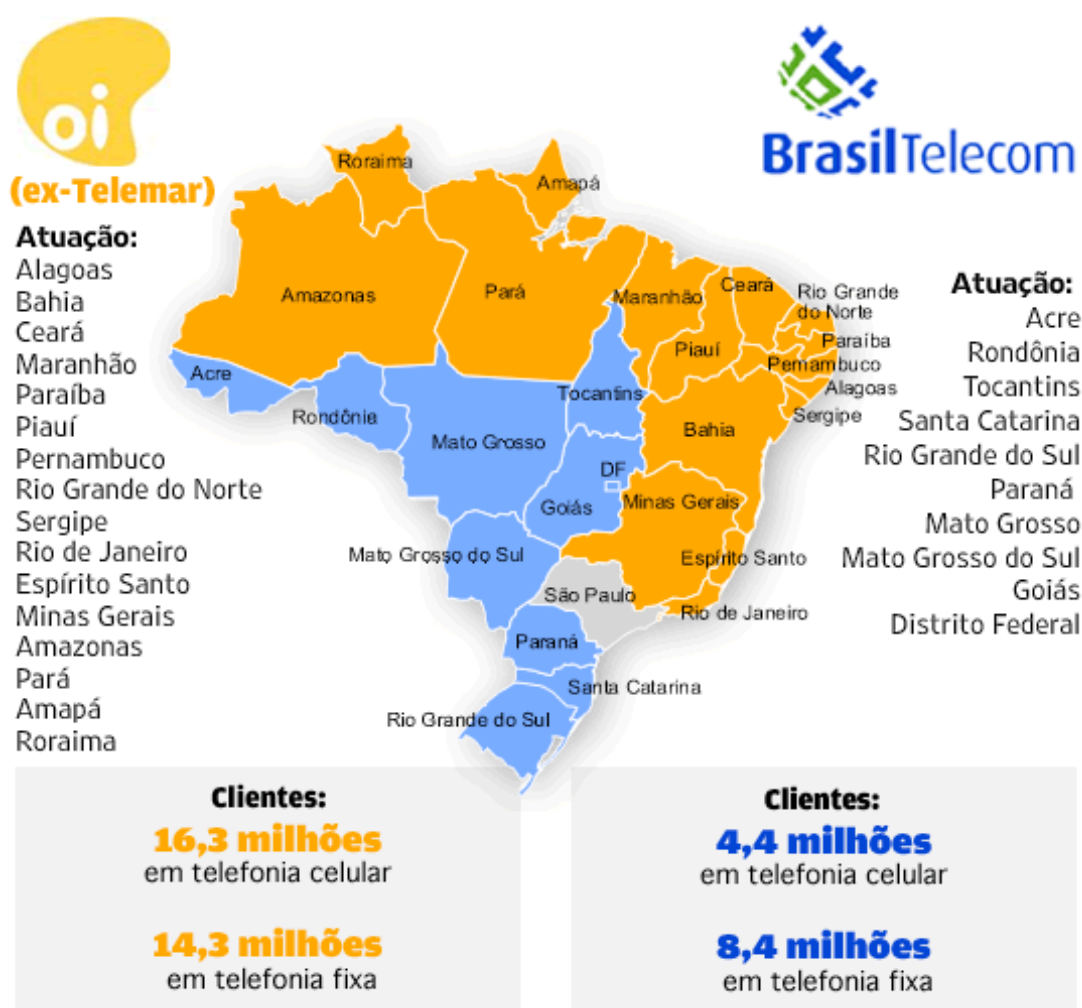 oi
(ex-Telemar)
Atuação:
Alagoas
Bahia
Ceará
Maranhão
Paraíba
Piauí
Pernambuco
Rio Grande do Norte
Sergipe
Rio de Janeiro
Espírito Santo
Minas Gerais
Amazonas
Pará
Amapá
Roraima
BrasilTelecom
Atuação:
Acre
Rondônia
Tocantins
Santa Catarina
Rio Grande do Sul
Paraná
Mato Grosso
Mato Grosso do Sul
Goiás
Distrito Federal
Roraima
Amapá
Amazonas
Pará
Maranhão
Ceará
Rio Grande
do Norte
Paraíba
Piauí
Pernambuco
Acre
Tocantins
Alagoas
Rondônia
Sergipe
Mato Grosso
Bahia
DF
Goiás
Minas Gerais
Mato Grosso do Sul
Espírito Santo
São Paulo
Rio de Janeiro
Paraná
Santa Catarina
Rio Grande do Sul
Clientes:
16,3 milhões
em telefonia celular
14,3 milhões
em telefonia fixa
Clientes:
4,4 milhões
em telefonia celular
8,4 milhões
em telefonia fixa